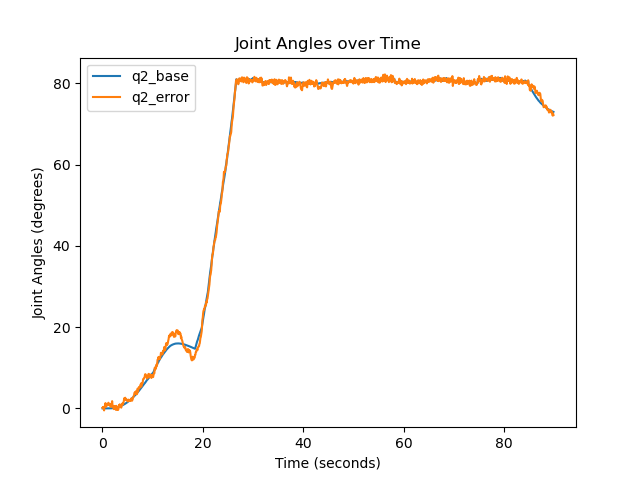 Joint Angles over Time
q2_base
q2_error
Joint Angles (degrees)
80
60
40
20
0
0 20 40 60 80
Time (seconds)